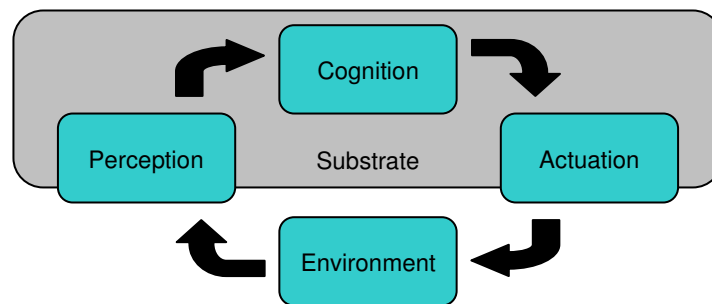 Cognition
Perception
Substrate
Actuation
Environment